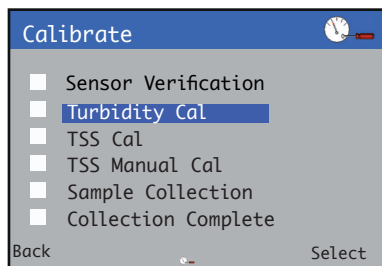 Calibrate
Sensor Verification
Turbidity Cal
TSS Cal
TSS Manual Cal
Sample Collection
Collection Complete
Back Select